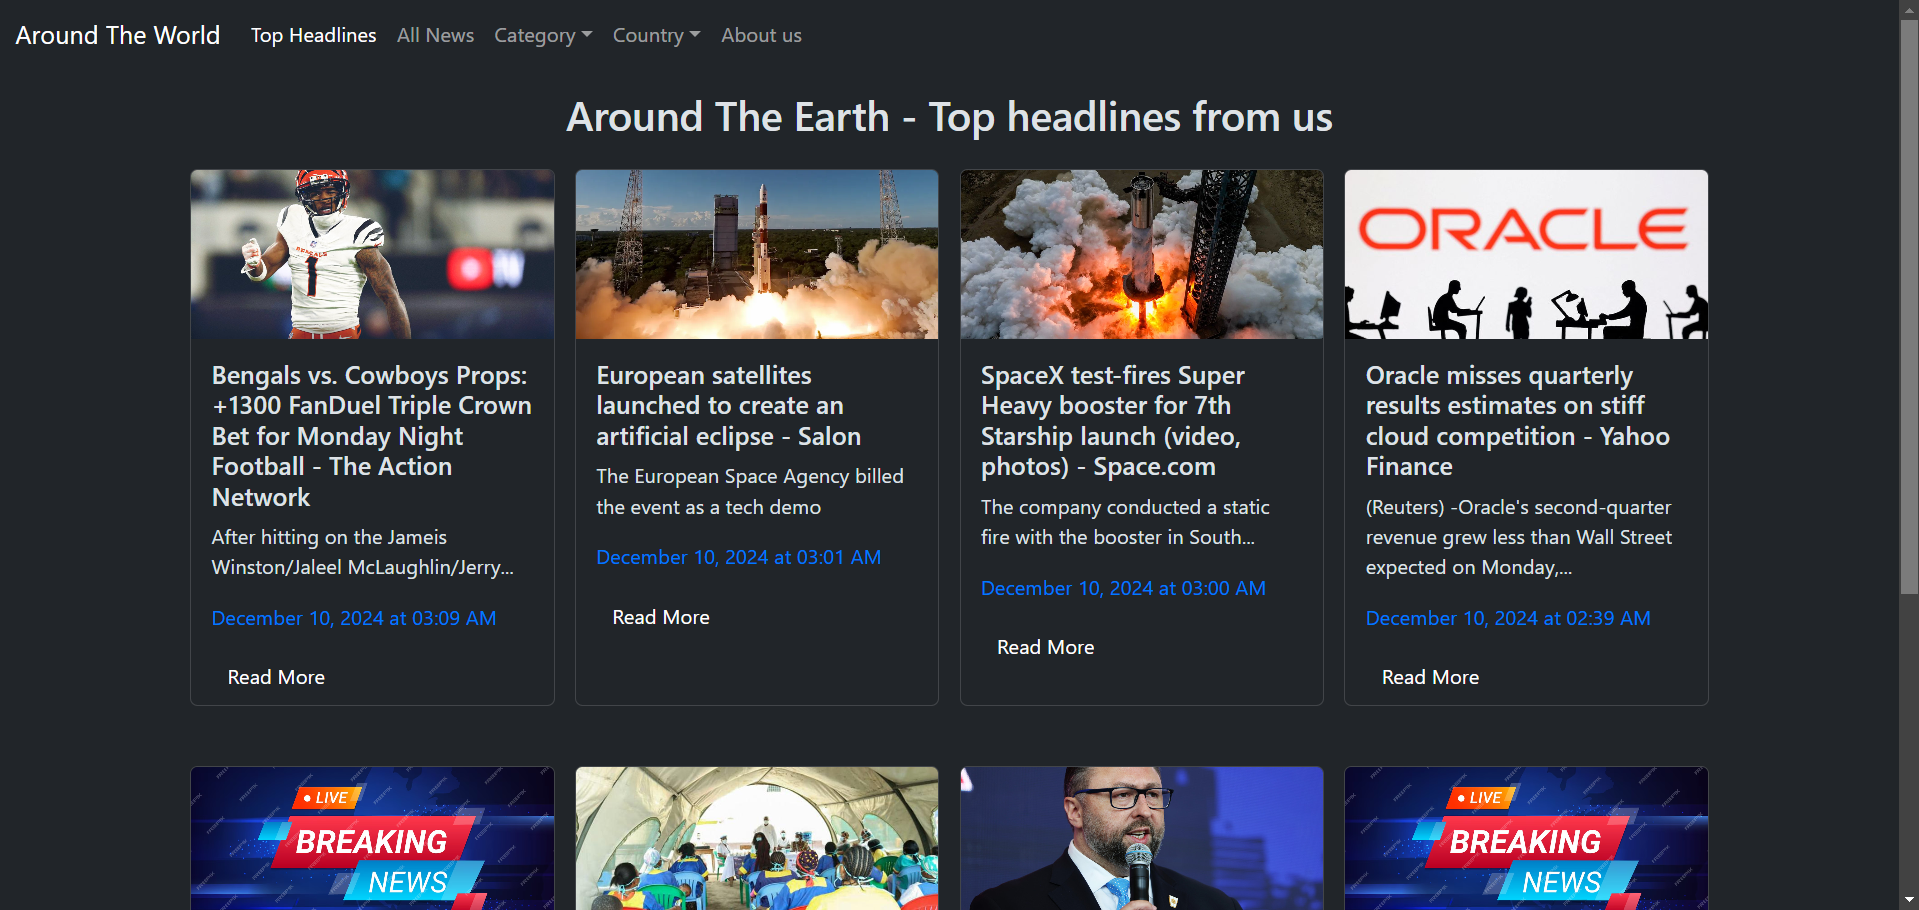 Around The World Top Headlines All News Category Country About us
Around The Earth - Top headlines from us
BENGALS
1
ORACLE
Bengals vs. Cowboys Props:
+1300 FanDuel Triple Crown
Bet for Monday Night
Football - The Action
Network
After hitting on the Jameis
Winston/Jaleel McLaughlin/Jerry...
December 10, 2024 at 03:09 AM
Read More
European satellites
launched to create an
artificial eclipse - Salon
The European Space Agency billed
the event as a tech demo
December 10, 2024 at 03:01 AM
Read More
SpaceX test-fires Super
Heavy booster for 7th
Starship launch (video,
photos) - Space.com
The company conducted a static
fire with the booster in South...
December 10, 2024 at 03:00 AM
Read More
Oracle misses quarterly
results estimates on stiff
cloud competition - Yahoo
Finance
(Reuters) -Oracle's second-quarter
revenue grew less than Wall Street
expected on Monday,...
December 10, 2024 at 02:39 AM
Read More
LIVE
BREAKING
NEWS
LIVE
BREAKING
NEWS